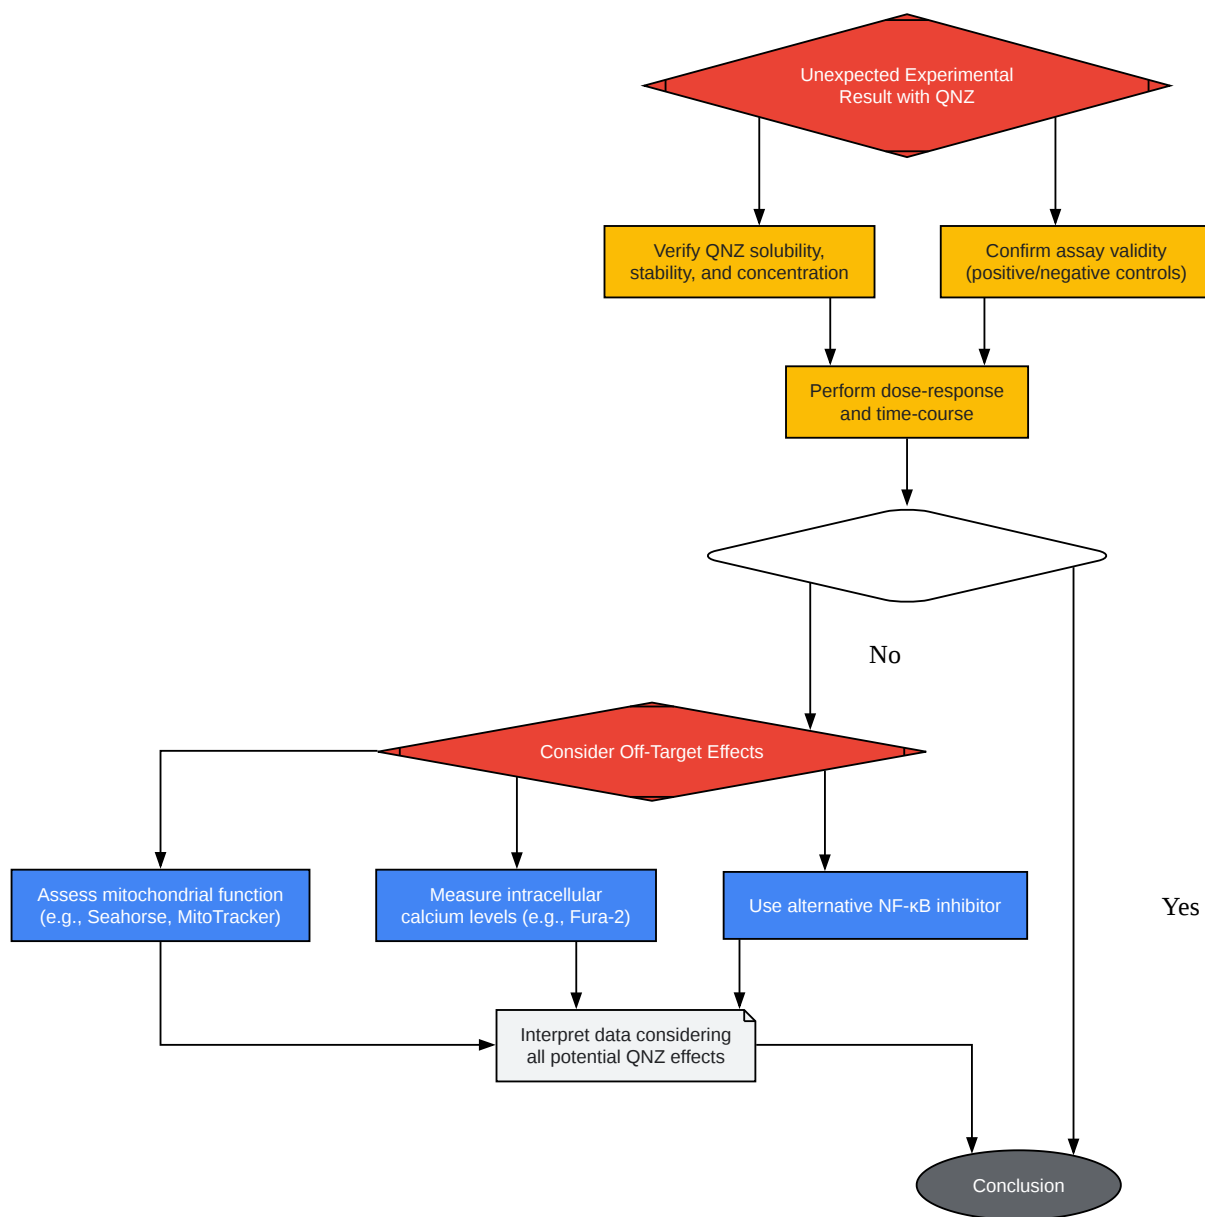 Unexpected Experimental
Result with QNZ
Verify QNZ solubility,
stability, and concentration
Confirm assay validity
(positive/negative controls)
Perform dose-response
and time-course
No
Consider Off-Target Effects
Assess mitochondrial function
(e.g., Seahorse, MitoTracker)
Measure intracellular
calcium levels (e.g., Fura-2)
Use alternative NF-κB inhibitor
Yes
Interpret data considering
all potential QNZ effects
Conclusion